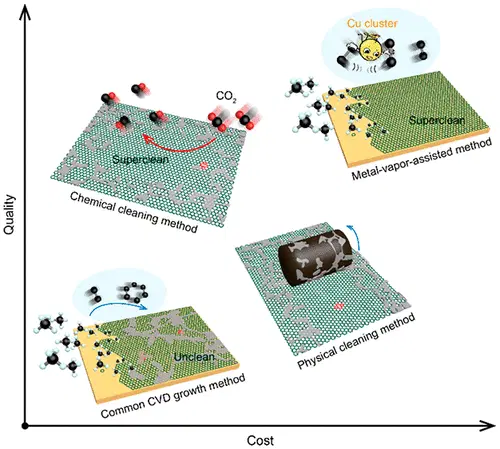 Cu cluster
CO2
Superclean
Superclean
Metal-vapor-assisted method
Chemical cleaning method
Quality
Unclean
Physical cleaning method
Common CVD growth method
Cost